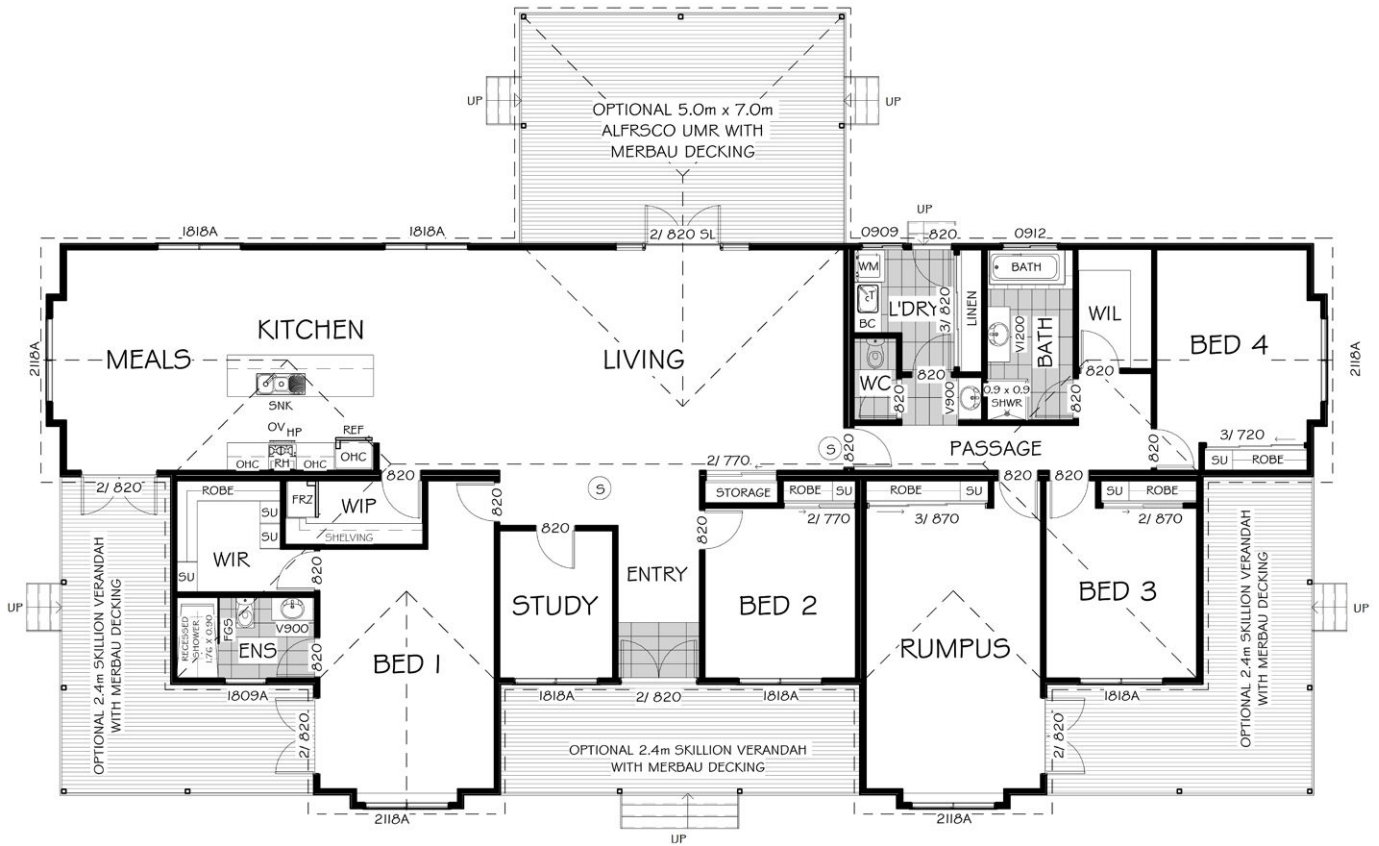 UP
OPTIONAL 5.0m x 7.0m
ALFRSCO UMR WITH
MERBAU DECKING
UP
1818A
1818A
2/ 820 SL
0909
UP
820
0912
2118A
MEALS
KITCHEN
SNK
OV
HP
REF
OHC
RH
OHC
OHC
LIVING
WM
CT
BC
L'DRY
3/ 820
LINEN
WC
820
820
V900
BATH
V1200
BATH
0.9 x 0.9
SHWR
820
WIL
820
BED 4
2118A
3/ 720
SU
ROBE
820
S
820
PASSAGE
820
820
2/ 820
ROBE
SU
SU
SU
WIR
820
FRZ
WIP
820
SHELVING
820
S
820
STUDY
ENTRY
2/ 770
STORAGE
ROBE
SU
2/ 770
820
BED 2
ROBE
SU
3/ 870
RUMPUS
SU
ROBE
2/ 870
BED 3
UP
OPTIONAL 2.4m SKILLION VERANDAH
WITH MERBAU DECKING
RECESSED
SHOWER
1.76 X 0.90
FGS
V900
ENS
820
BED 1
1809A
2/ 820
1818A
2/ 820
1818A
1818A
2/ 820
OPTIONAL 2.4m SKILLION VERANDAH
WITH MERBAU DECKING
UP
OPTIONAL 2.4m SKILLION VERANDAH
WITH MERBAU DECKING
2118A
UP
2118A